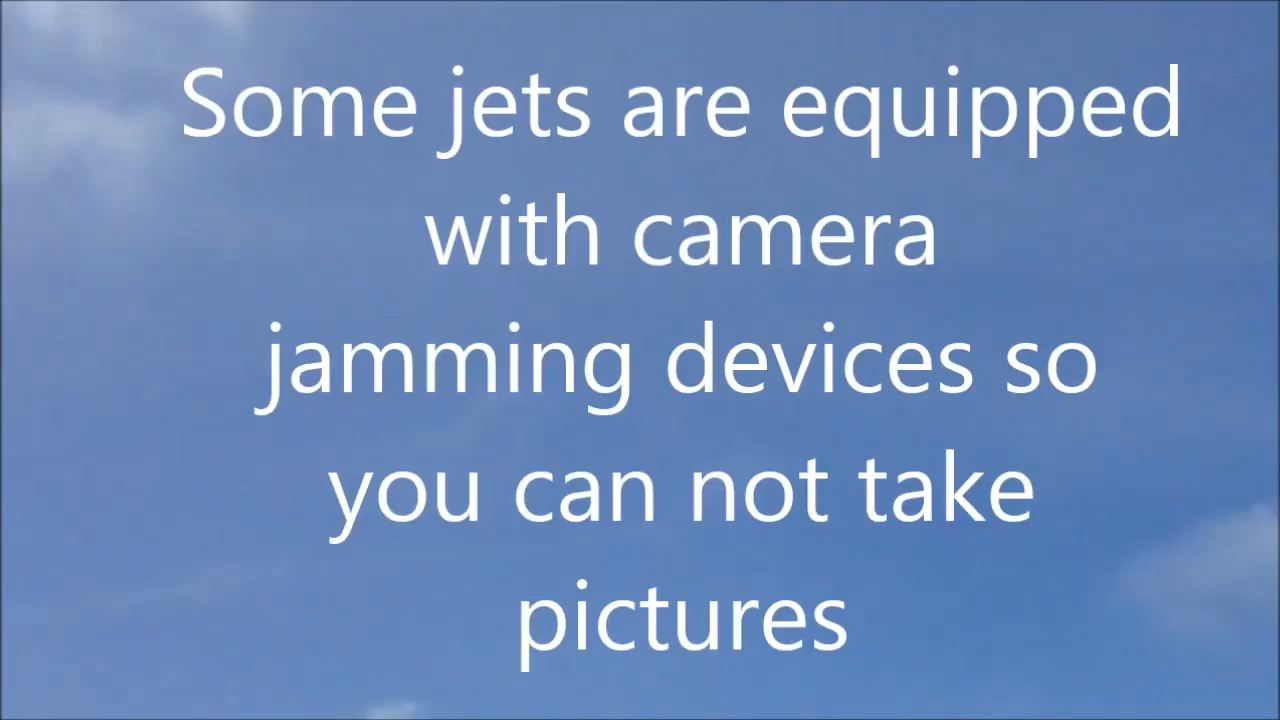 Some jets are equipped
with camera
jamming devices so
you can not take
pictures